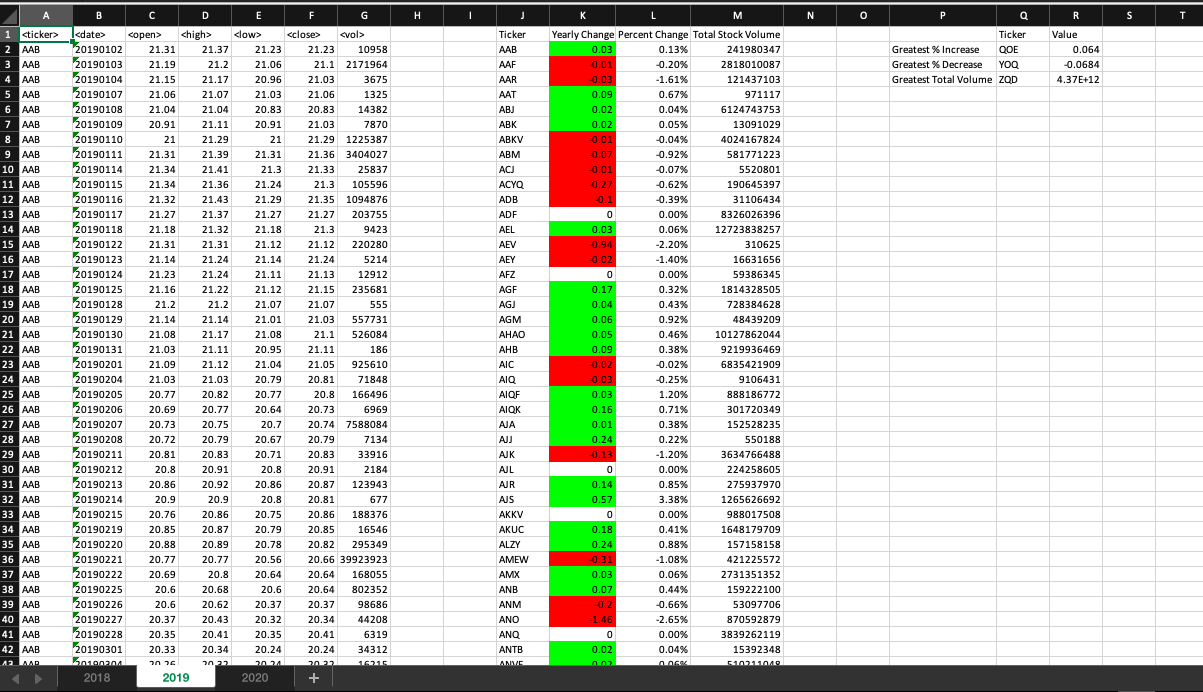 A B C D E F G H I J K L M N O P Q R S T
1 <ticker> <date> <open> <high> <low> <close> <vol> Ticker Yearly Change Percent Change Total Stock Volume Ticker Value
2 AAB 20190102 21.31 21.37 21.23 21.23 10958 AAB 0.03 0.13% 241980347 Greatest % Increase QOE 0.064
3 AAB 20190103 21.19 21.2 21.06 21.1 2171964 AAF -0.01 -0.20% 2818010087 Greatest % Decrease YOQ -0.0684
4 AAB 20190104 21.15 21.17 20.96 21.03 3675 AAR -0.03 -1.61% 121437103 Greatest Total Volume ZQD 4.37E+12
5 AAB 20190107 21.06 21.07 21.03 21.06 1325 AAT 0.09 0.67% 971117
6 AAB 20190108 21.04 21.04 20.83 20.83 14382 ABJ 0.02 0.04% 6124743753
7 AAB 20190109 20.91 21.11 20.91 21.03 7870 ABK 0.02 0.05% 13091029
8 AAB 20190110 21 21.29 21 21.29 1225387 ABKV -0.01 -0.04% 4024167824
9 AAB 20190111 21.31 21.39 21.31 21.36 3404027 ABM -0.07 -0.92% 581771223
10 AAB 20190114 21.34 21.41 21.3 21.33 25837 ACJ -0.01 -0.07% 5520801
11 AAB 20190115 21.34 21.36 21.24 21.3 105596 ACYQ -0.27 -0.62% 190645397
12 AAB 20190116 21.32 21.43 21.29 21.35 1094876 ADB -0.1 -0.39% 31106434
13 AAB 20190117 21.27 21.37 21.27 21.27 203755 ADF 0 0.00% 8326026396
14 AAB 20190118 21.18 21.32 21.18 21.3 9423 AEL 0.03 0.06% 12723838257
15 AAB 20190122 21.31 21.31 21.12 21.12 220280 AEV -0.94 -2.20% 310625
16 AAB 20190123 21.14 21.24 21.14 21.24 5214 AEY -0.02 -1.40% 16631656
17 AAB 20190124 21.23 21.24 21.11 21.13 12912 AFZ 0 0.00% 59386345
18 AAB 20190125 21.16 21.22 21.12 21.15 235681 AGF 0.17 0.32% 1814328505
19 AAB 20190128 21.2 21.2 21.07 21.07 555 AGJ 0.04 0.43% 728384628
20 AAB 20190129 21.14 21.14 21.01 21.03 557731 AGM 0.06 0.92% 48439209
21 AAB 20190130 21.08 21.17 21.08 21.1 526084 AHAO 0.05 0.46% 10127862044
22 AAB 20190131 21.03 21.11 20.95 21.11 186 AHB 0.09 0.38% 9219936469
23 AAB 20190201 21.09 21.12 21.04 21.05 925610 AIC -0.02 -0.02% 6835421909
24 AAB 20190204 21.03 21.03 20.79 20.81 71848 AIQ -0.03 -0.25% 9106431
25 AAB 20190205 20.77 20.82 20.77 20.8 166496 AIQF 0.03 1.20% 888186772
26 AAB 20190206 20.69 20.77 20.64 20.73 6969 AIQK 0.16 0.71% 301720349
27 AAB 20190207 20.73 20.75 20.7 20.74 7588084 AJA 0.01 0.38% 152528235
28 AAB 20190208 20.72 20.79 20.67 20.79 7134 AJJ 0.24 0.22% 550188
29 AAB 20190211 20.81 20.83 20.71 20.83 33916 AJK -0.13 -1.20% 3634766488
30 AAB 20190212 20.8 20.91 20.8 20.91 2184 AJL 0 0.00% 224258605
31 AAB 20190213 20.86 20.92 20.86 20.87 123943 AJR 0.14 0.85% 275937970
32 AAB 20190214 20.9 20.9 20.8 20.81 677 AJS 0.57 3.38% 1265626692
33 AAB 20190215 20.76 20.86 20.75 20.86 188376 AKKV 0 0.00% 988017508
34 AAB 20190219 20.85 20.87 20.79 20.85 16546 AKUC 0.18 0.41% 1648179709
35 AAB 20190220 20.88 20.89 20.78 20.82 295349 ALZY 0.24 0.88% 157158158
36 AAB 20190221 20.77 20.77 20.56 20.66 39923923 AMEW -0.31 -1.08% 421225572
37 AAB 20190222 20.69 20.8 20.64 20.64 168055 AMX 0.03 0.06% 2731351352
38 AAB 20190225 20.6 20.68 20.6 20.64 802352 ANB 0.07 0.44% 159222100
39 AAB 20190226 20.6 20.62 20.37 20.37 98686 ANM -0.2 -0.66% 53097706
40 AAB 20190227 20.37 20.43 20.32 20.34 44208 ANO -1.46 -2.65% 870592879
41 AAB 20190228 20.35 20.41 20.35 20.41 6319 ANQ 0 0.00% 3839262119
42 AAB 20190301 20.33 20.34 20.24 20.24 34312 ANTB 0.02 0.04% 15392348
43 AAB 20190304 20.26 20.32 20.24 20.32 16215 ANVE 0.02 0.06% 510211048
2018 2019 2020 +